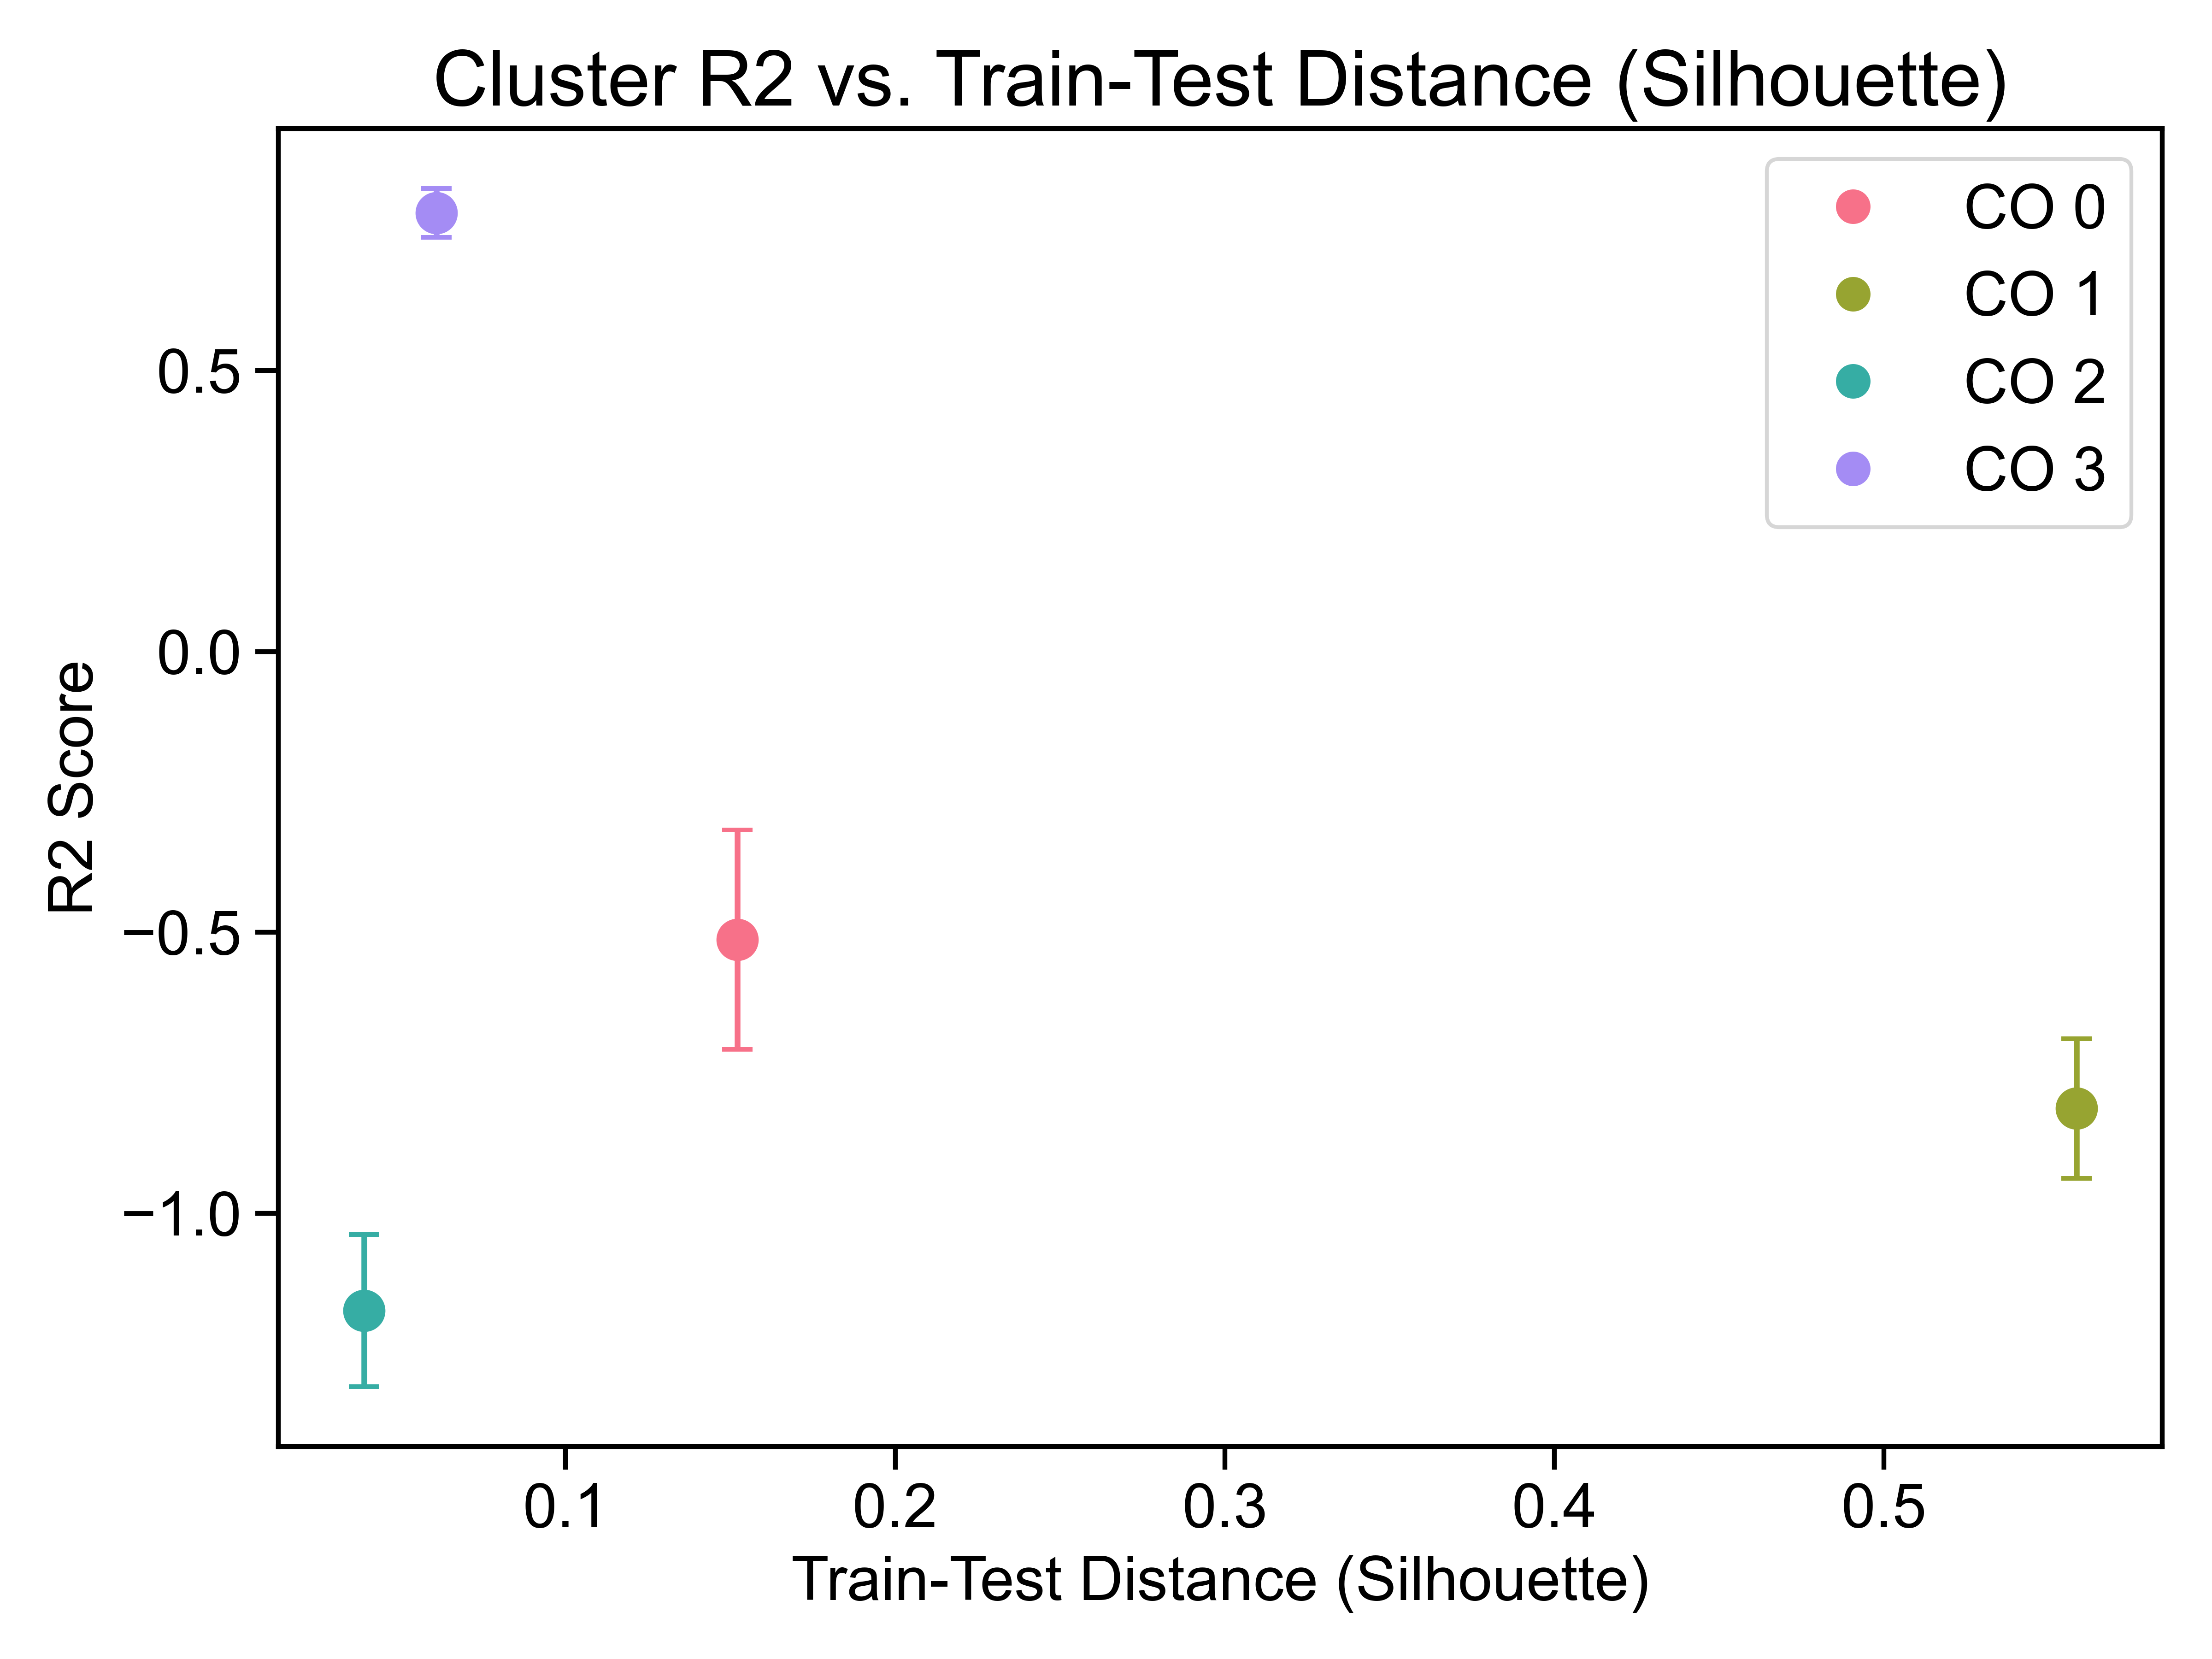 Cluster R2 vs. Train-Test Distance (Silhouette)
CO 0
CO 1
CO 2
CO 3
R2 Score
0.5
0.0
−0.5
−1.0
0.1 0.2 0.3 0.4 0.5
Train-Test Distance (Silhouette)